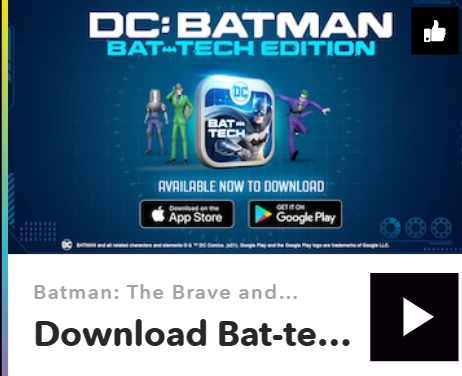 DC: BATMAN
BAT-TECH EDITION
DC
BAT-
TECH
AVAILABLE NOW TO DOWNLOAD
Download on the
App Store
GET IT ON
Google Play
DC BATMAN and all related characters and elements © & ™ DC Comics. (s21). Google Play and the Google Play logo are trademarks of Google LLC.
Batman: The Brave and...
Download Bat-te...